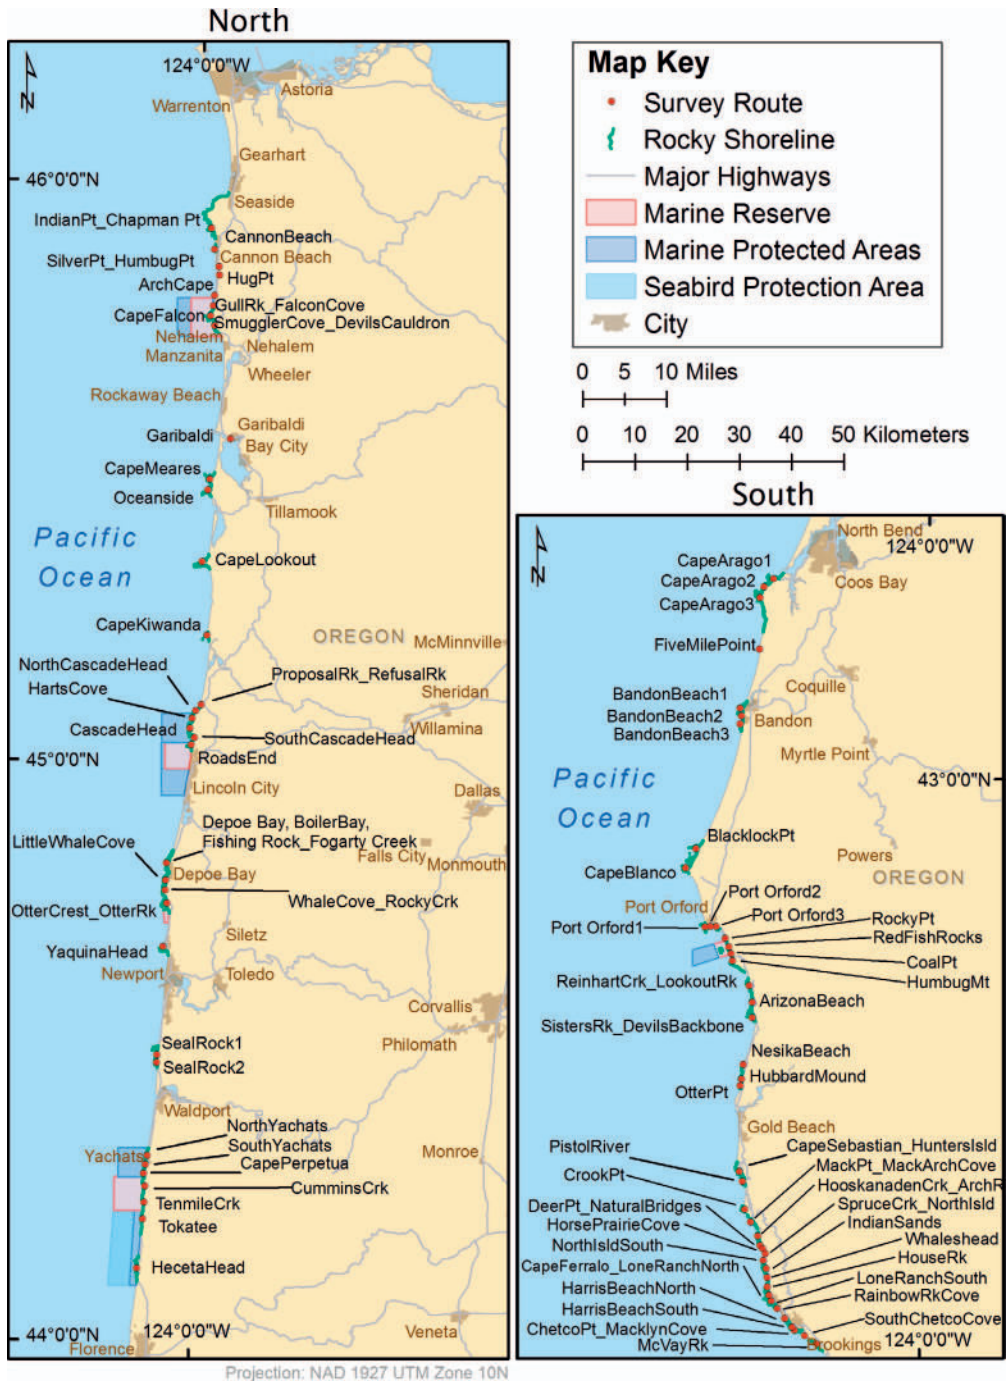 North
124°0'0"W
Astoria
Warrenton
Gearhart
46°0'0"N
Seaside
IndianPt_Chapman Pt
CannonBeach
Cannon Beach
SilverPt_HumbugPt
HugPt
ArchCape
GullRk_FalconCove
CapeFalcon
SmugglerCove_DevilsCauldron
Nehalem
Nehalem
Manzanita
Wheeler
Rockaway Beach
Garibaldi
Garibaldi
Bay City
CapeMeares
Oceanside
Tillamook
Pacific
Ocean
CapeLookout
CapeKiwanda
OREGON
McMinnville
NorthCascadeHead
ProposalRk_RefusalRk
HartsCove
Sheridan
CascadeHead
Willamina
SouthCascadeHead
45°0'0"N
RoadsEnd
Lincoln City
Dallas
Depoe Bay, BoilerBay,
LittleWhaleCove
Fishing Rock_Fogarty Creek
Falls City
Monmouth
Depoe Bay
WhaleCove_RockyCrk
OtterCrest_OtterRk
Siletz
YaquinaHead
Newport
Toledo
Corvallis
Philomath
SealRock1
SealRock2
Waldport
NorthYachats
SouthYachats
Yachats
CapePerpetua
Monroe
CumminsCrk
TenmileCrk
Tokatee
HecetaHead
44°0'0"N
124°0'0"W
Veneta
Florence
Projection: NAD 1927 UTM Zone 10N
Map Key
Survey Route
Rocky Shoreline
Major Highways
Marine Reserve
Marine Protected Areas
Seabird Protection Area
City
N
N
0 5 10 Miles
0 10 20 30 40 50 Kilometers
South
North Bend
124°0'0"W
CapeArago1
CapeArago2
Coos Bay
CapeArago3
FiveMilePoint
Coquille
BandonBeach1
BandonBeach2
Bandon
BandonBeach3
Myrtle Point
Pacific
Ocean
43°0'0"N
BlacklockPt
Powers
CapeBlanco
OREGON
Port Orford2
Port Orford
Port Orford3
Port Orford1
RockyPt
RedFishRocks
CoalPt
HumbugMt
ReinhartCrk_LookoutRk
ArizonaBeach
SistersRk_DevilsBackbone
NesikaBeach
HubbardMound
OtterPt
Gold Beach
PistolRiver
CapeSebastian_HuntersIsld
CrookPt
MackPt_MackArchCove
HooskanadenCrk_ArchR
DeerPt_NaturalBridges
SpruceCrk_NorthIsld
HorsePrairieCove
IndianSands
NorthIsldSouth
Whaleshead
HouseRk
CapeFerralo_LoneRanchNorth
LoneRanchSouth
HarrisBeachNorth
RainbowRkCove
HarrisBeachSouth
SouthChetcoCove
ChetcoPt_MacklynCove
McVayRk
Brookings
124°0'0"W